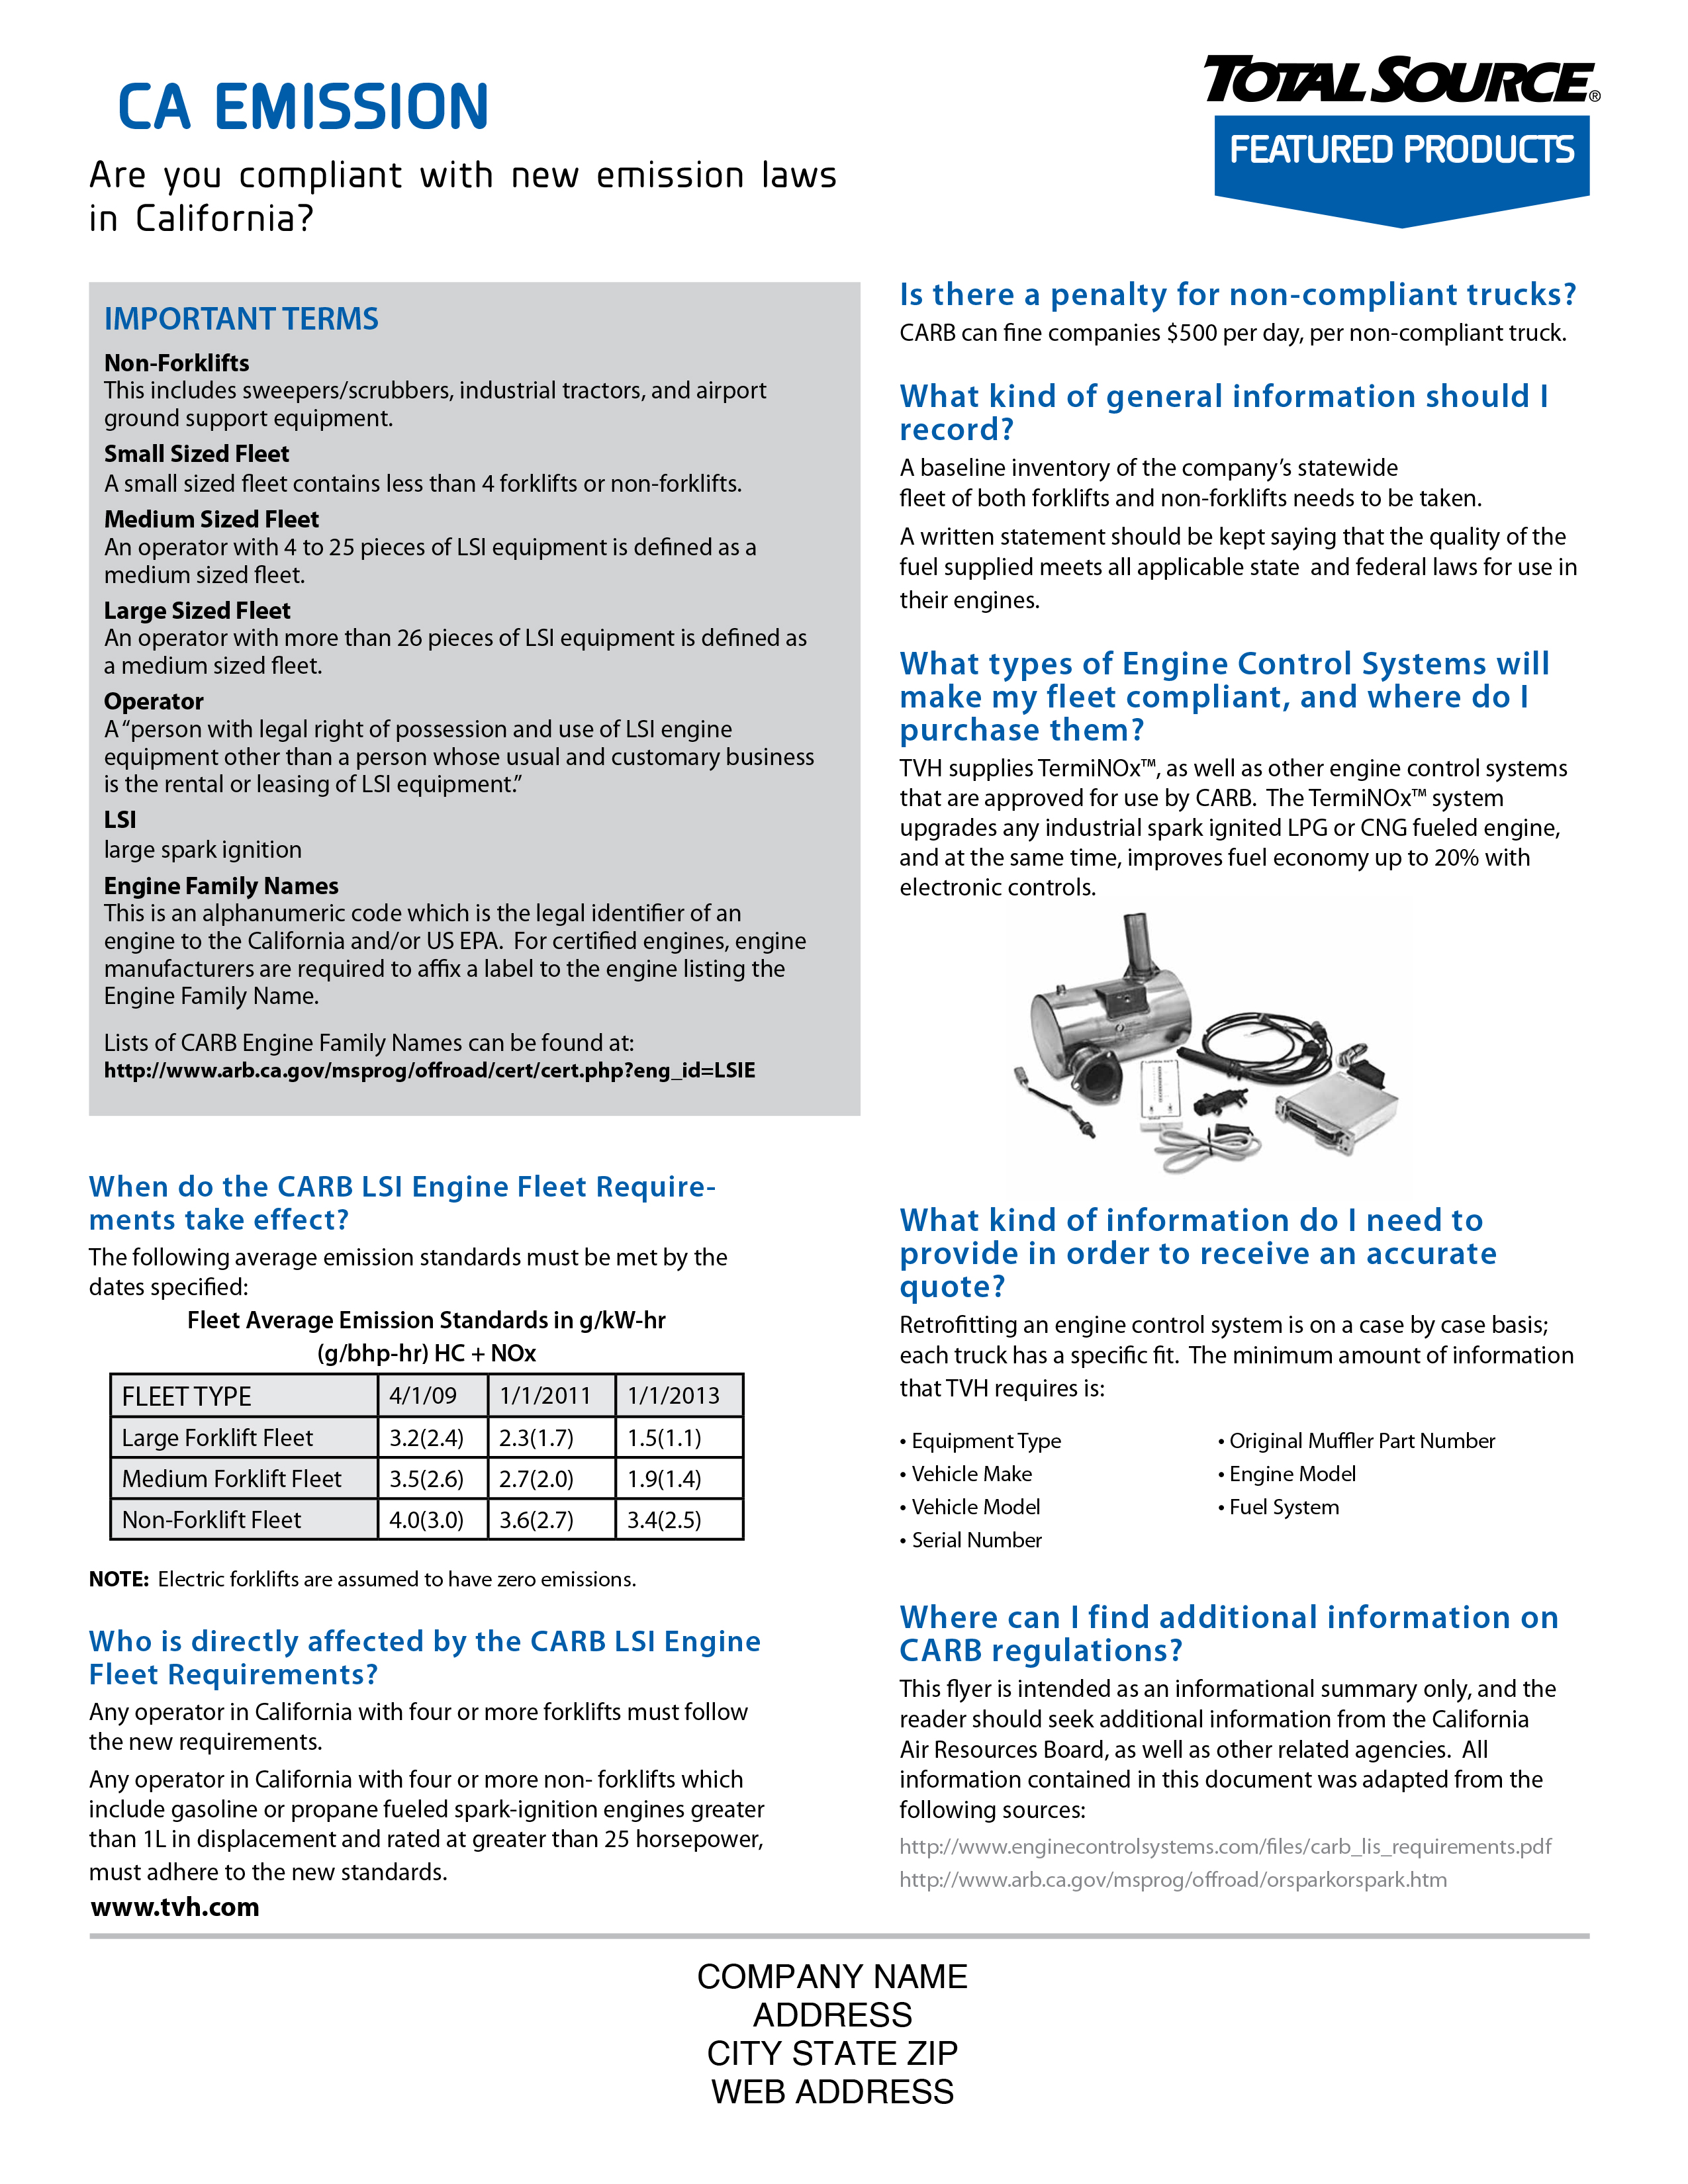 CA EMISSION
Are you compliant with new emission laws
in California?
TOTAL SOURCE®
FEATURED PRODUCTS
IMPORTANT TERMS
Non-Forklifts
This includes sweepers/scrubbers, industrial tractors, and airport
ground support equipment.
Small Sized Fleet
A small sized fleet contains less than 4 forklifts or non-forklifts.
Medium Sized Fleet
An operator with 4 to 25 pieces of LSI equipment is defined as a
medium sized fleet.
Large Sized Fleet
An operator with more than 26 pieces of LSI equipment is defined as
a medium sized fleet.
Operator
A “person with legal right of possession and use of LSI engine
equipment other than a person whose usual and customary business
is the rental or leasing of LSI equipment.”
LSI
large spark ignition
Engine Family Names
This is an alphanumeric code which is the legal identifier of an
engine to the California and/or US EPA. For certified engines, engine
manufacturers are required to affix a label to the engine listing the
Engine Family Name.
Lists of CARB Engine Family Names can be found at:
http://www.arb.ca.gov/msprog/offroad/cert/cert.php?eng_id=LSIE
When do the CARB LSI Engine Fleet Require-
ments take effect?
The following average emission standards must be met by the
dates specified:
Fleet Average Emission Standards in g/kW-hr
(g/bhp-hr) HC + NOx
FLEET TYPE 4/1/09 1/1/2011 1/1/2013
Large Forklift Fleet 3.2(2.4) 2.3(1.7) 1.5(1.1)
Medium Forklift Fleet 3.5(2.6) 2.7(2.0) 1.9(1.4)
Non-Forklift Fleet 4.0(3.0) 3.6(2.7) 3.4(2.5)
NOTE: Electric forklifts are assumed to have zero emissions.
Who is directly affected by the CARB LSI Engine
Fleet Requirements?
Any operator in California with four or more forklifts must follow
the new requirements.
Any operator in California with four or more non- forklifts which
include gasoline or propane fueled spark-ignition engines greater
than 1L in displacement and rated at greater than 25 horsepower,
must adhere to the new standards.
www.tvh.com
Is there a penalty for non-compliant trucks?
CARB can fine companies $500 per day, per non-compliant truck.
What kind of general information should I
record?
A baseline inventory of the company’s statewide
fleet of both forklifts and non-forklifts needs to be taken.
A written statement should be kept saying that the quality of the
fuel supplied meets all applicable state and federal laws for use in
their engines.
What types of Engine Control Systems will
make my fleet compliant, and where do I
purchase them?
TVH supplies TermiNOx™, as well as other engine control systems
that are approved for use by CARB. The TermiNOx™ system
upgrades any industrial spark ignited LPG or CNG fueled engine,
and at the same time, improves fuel economy up to 20% with
electronic controls.
What kind of information do I need to
provide in order to receive an accurate
quote?
Retrofitting an engine control system is on a case by case basis;
each truck has a specific fit. The minimum amount of information
that TVH requires is:
• Equipment Type
• Vehicle Make
• Vehicle Model
• Serial Number
• Original Muffler Part Number
• Engine Model
• Fuel System
Where can I find additional information on
CARB regulations?
This flyer is intended as an informational summary only, and the
reader should seek additional information from the California
Air Resources Board, as well as other related agencies. All
information contained in this document was adapted from the
following sources:
http://www.enginecontrolsystems.com/files/carb_lis_requirements.pdf
http://www.arb.ca.gov/msprog/offroad/orsparkorspark.htm
COMPANY NAME
ADDRESS
CITY STATE ZIP
WEB ADDRESS